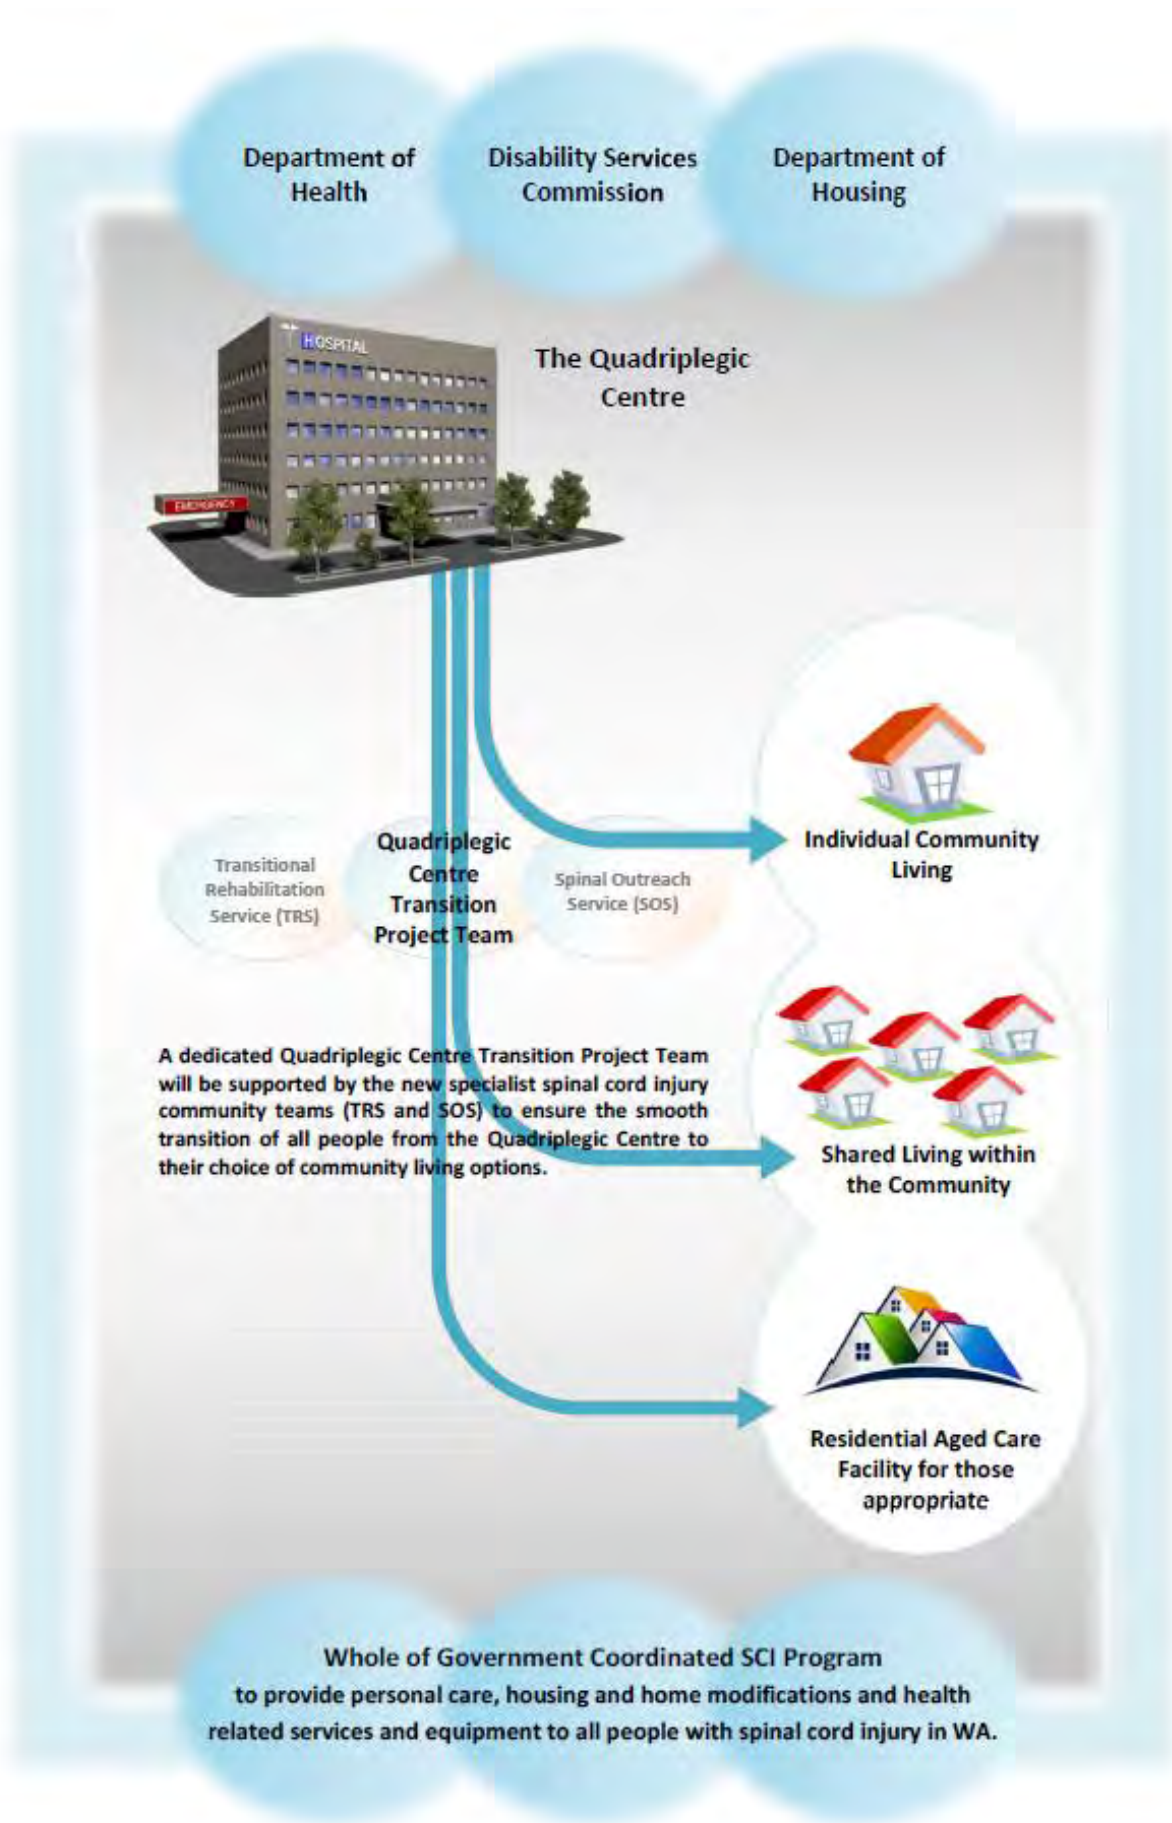 Department of
Health
Disability Services
Commission
Department of
Housing
HOSPITAL
EMERGENCY
The Quadriplegic
Centre
Individual Community
Living
Transitional
Rehabilitation
Service (TRS)
Quadriplegic
Centre
Transition
Project Team
Spinal Outreach
Service (SOS)
A dedicated Quadriplegic Centre Transition Project Team
will be supported by the new specialist spinal cord injury
community teams (TRS and SOS) to ensure the smooth
transition of all people from the Quadriplegic Centre to
their choice of community living options.
Shared Living within
the Community
Residential Aged Care
Facility for those
appropriate
Whole of Government Coordinated SCI Program
to provide personal care, housing and home modifications and health
related services and equipment to all people with spinal cord injury in WA.